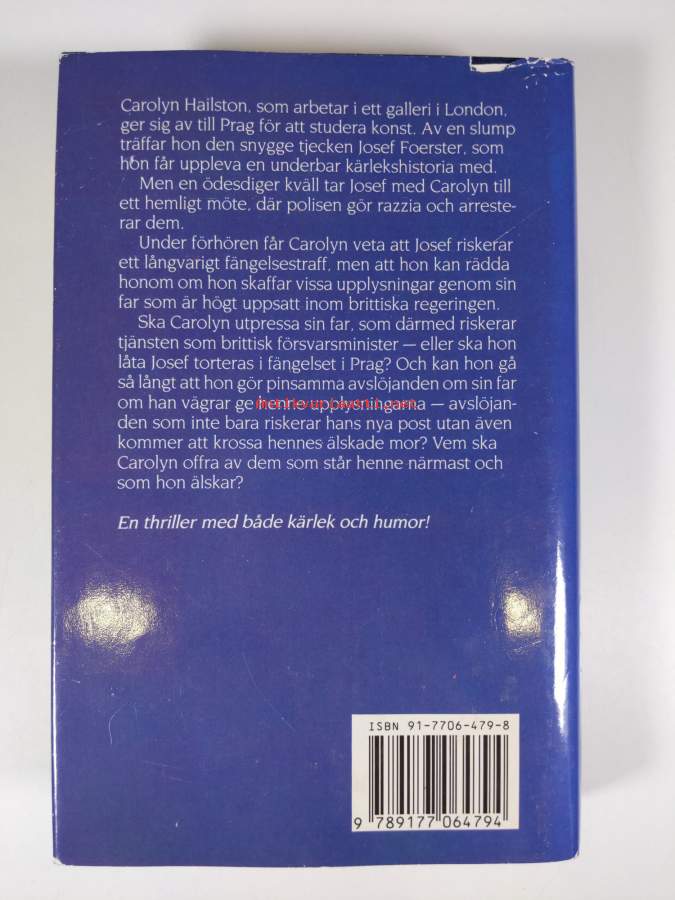 Carolyn Hailston, som arbetar i ett galleri i London,
ger sig av till Prag för att studera konst. Av en slump
träffar hon den snygge tjecken Josef Foerster, som
hon får uppleva en underbar kärlekshistoria med.
Men en ödesdiger kväll tar Josef med Carolyn till
ett hemligt möte, där polisen gör razzia och arreste-
rar dem.
Under förhören får Carolyn veta att Josef riskerar
ett långvarigt fängelsestraff, men att hon kan rädda
honom om hon skaffar vissa upplysningar genom sin
far som är högt uppsatt inom brittiska regeringen.
Ska Carolyn utpressa sin far, som därmed riskerar
tjänsten som brittisk försvarsminister — eller ska hon
låta Josef torteras i fängelset i Prag? Och kan hon gå
så långt att hon gör pinsamma avslöjanden om sin far
om han vägrar ge henne upplysningarna — avslöjan-
den som inte bara riskerar hans nya post utan även
kommer att krossa hennes älskade mor? Vem ska
Carolyn offra av dem som står henne närmast och
som hon älskar?
En thriller med både kärlek och humor!
ISBN 91-7706-479-8
9 789177 064794